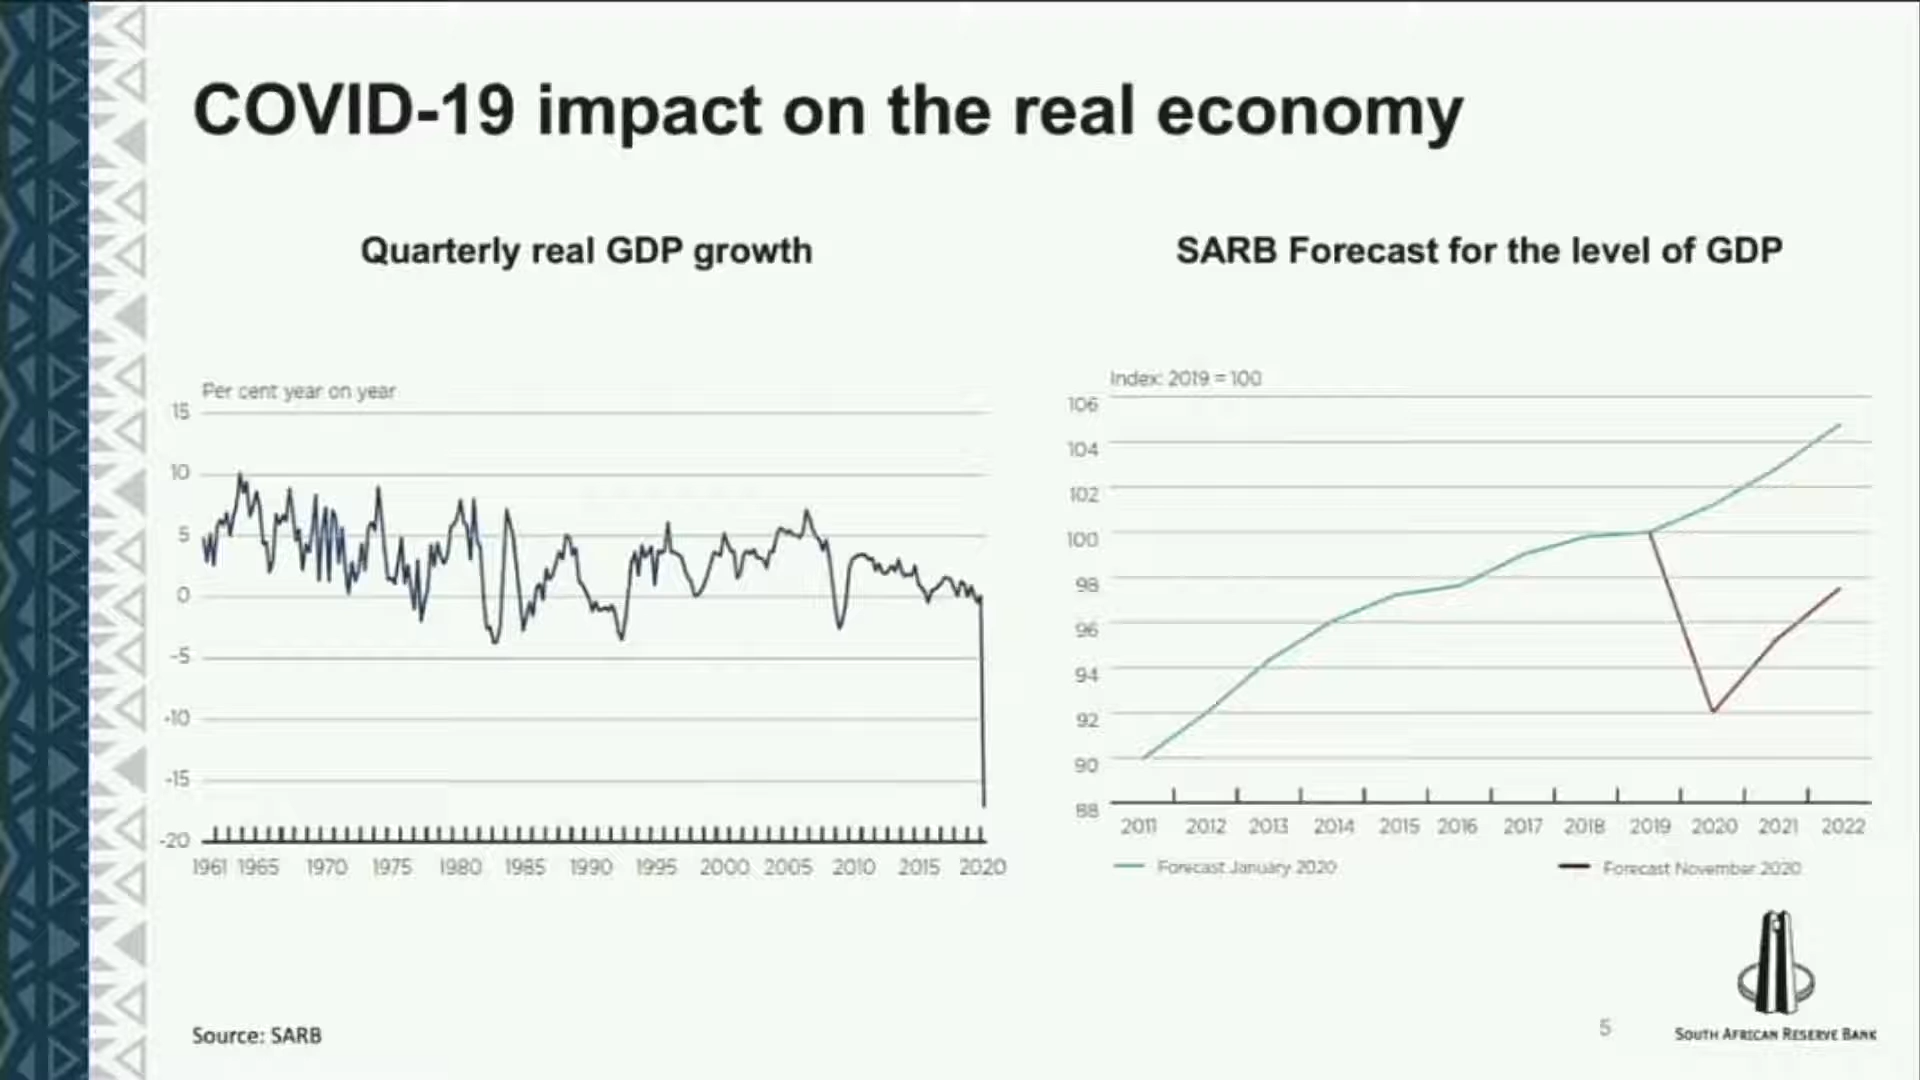 COVID-19 impact on the real economy
Quarterly real GDP growth
SARB Forecast for the level of GDP
Per cent year on year
15
10
5
0
-5
-10
-15
-20
1961 1965 1970 1975 1980 1985 1990 1995 2000 2005 2010 2015 2020
Index: 2019 = 100
106
104
102
100
98
96
94
92
90
88
2011 2012 2013 2014 2015 2016 2017 2018 2019 2020 2021 2022
Forecast January 2020
Forecast November 2020
Source: SARB
5
SOUTH AFRICAN RESERVE BANK